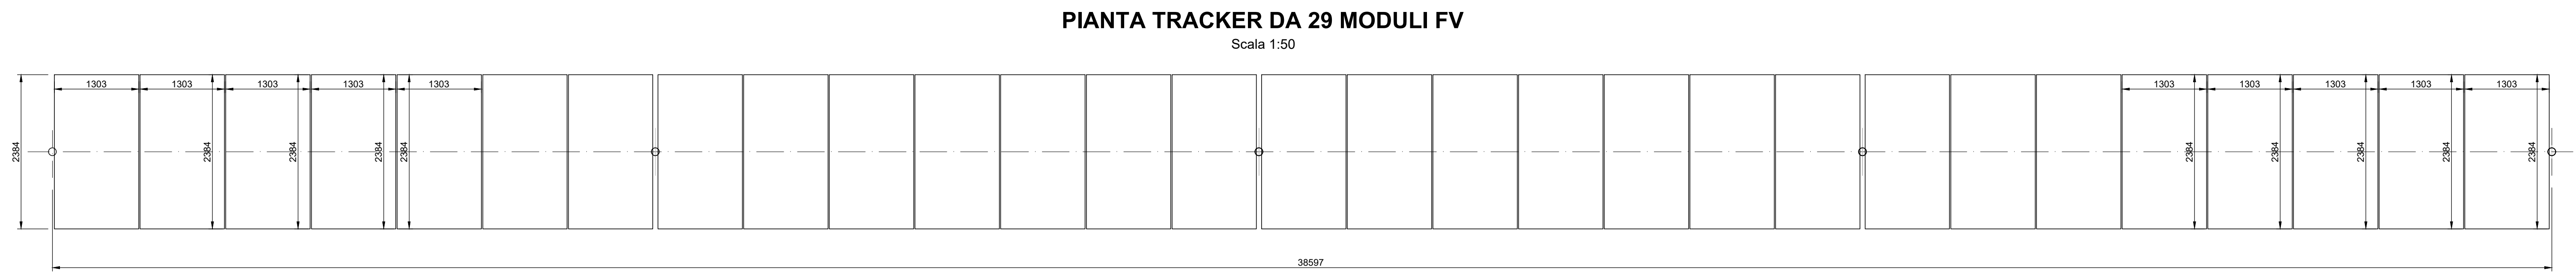 PIANTA TRACKER DA 29 MODULI FV
Scala 1:50
1303 1303 1303 1303 1303 1303 1303 1303 1303 1303
2384 2384 2384 2384 2384 2384 2384 2384 2384 2384
38597